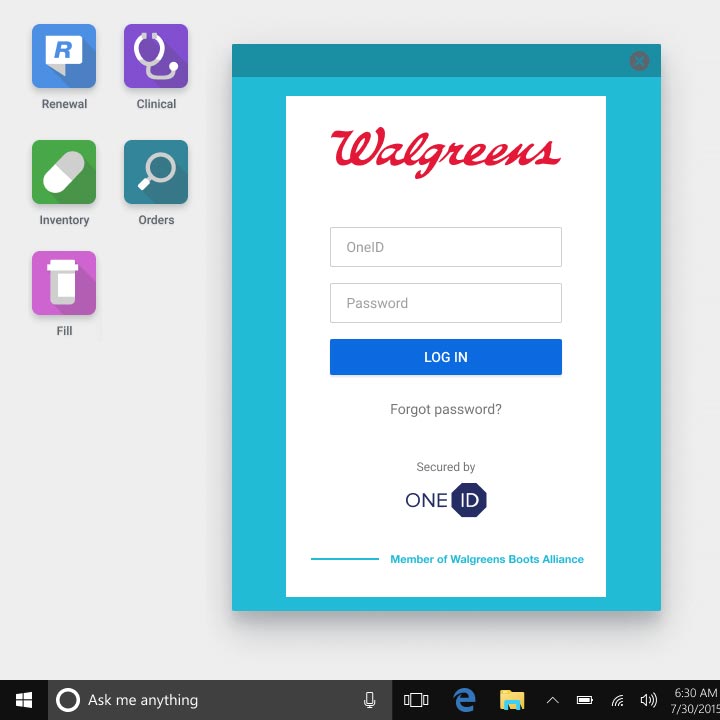 R
Renewal
Clinical
Inventory
Orders
Fill
Walgreens
OneID
Password
LOG IN
Forgot password?
Secured by
ONE ID
Member of Walgreens Boots Alliance
Ask me anything
6:30 AM
7/30/2015